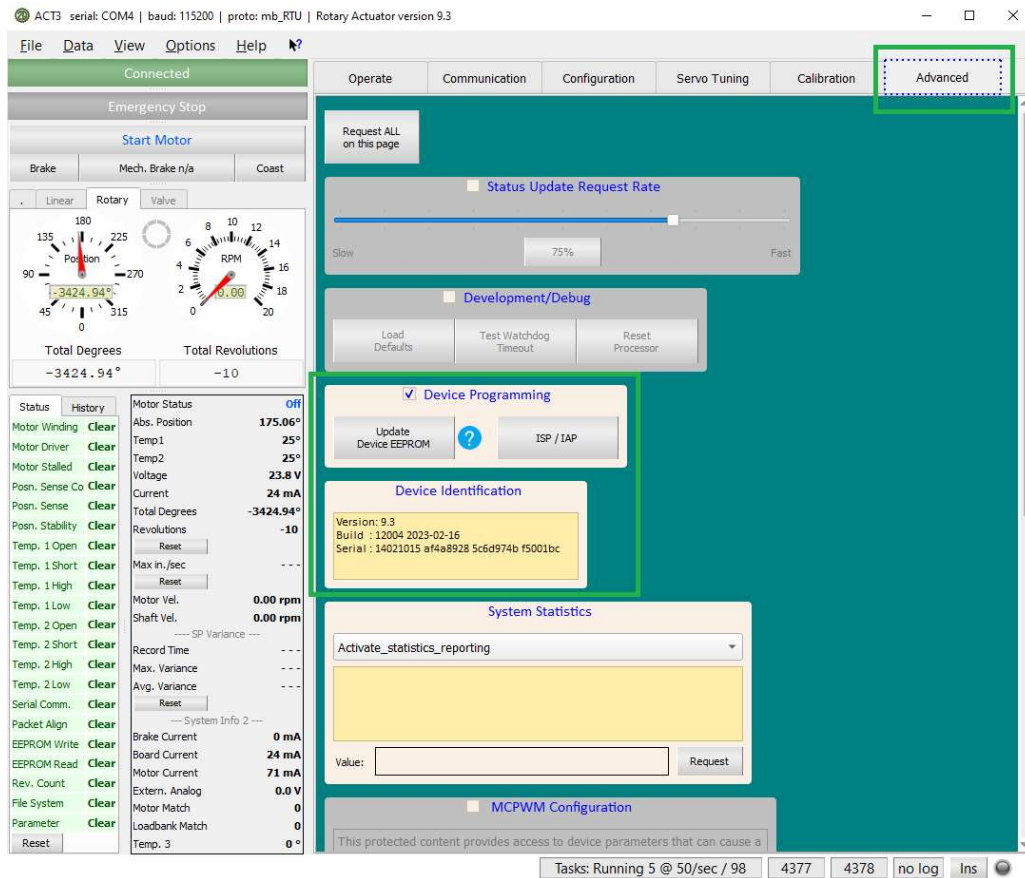 ACT3 serial: COM4 | baud: 115200 | proto: mb_RTU | Rotary Actuator version 9.3
File Data View Options Help
Connected
Emergency Stop
Start Motor
Brake Mech. Brake n/a Coast
. Linear Rotary Valve
180
135 225
Position
90 270
-3424.94°
45 315
0
8 10 12
6 14
RPM
4 16
2 0.00 18
0 20
Total Degrees Total Revolutions
-3424.94° -10
Status History
Motor Winding Clear
Motor Driver Clear
Motor Stalled Clear
Posn. Sense Co Clear
Posn. Sense Clear
Posn. Stability Clear
Temp. 1 Open Clear
Temp. 1 Short Clear
Temp. 1 High Clear
Temp. 1 Low Clear
Temp. 2 Open Clear
Temp. 2 Short Clear
Temp. 2 High Clear
Temp. 2 Low Clear
Serial Comm. Clear
Packet Align Clear
EEPROM Write Clear
EEPROM Read Clear
Rev. Count Clear
File System Clear
Parameter Clear
Reset
Motor Status Off
Abs. Position 175.06°
Temp1 25°
Temp2 25°
Voltage 23.8 V
Current 24 mA
Total Degrees -3424.94°
Revolutions -10
Reset
Max in./sec - - -
Reset
Motor Vel. 0.00 rpm
Shaft Vel. 0.00 rpm
---- SP Variance ---
Record Time - - -
Max. Variance - - -
Avg. Variance - - -
Reset
--- System Info 2 ---
Brake Current 0 mA
Board Current 24 mA
Motor Current 71 mA
Extern. Analog 0.0 V
Motor Match 0
Loadbank Match 0
Temp. 3 0 °
Operate Communication Configuration Servo Tuning Calibration Advanced
Request ALL
on this page
Status Update Request Rate
Slow 75% Fast
Development/Debug
Load
Defaults
Test Watchdog
Timeout
Reset
Processor
Device Programming
Update
Device EEPROM
?
ISP / IAP
Device Identification
Version: 9.3
Build : 12004 2023-02-16
Serial : 14021015 af4a8928 5c6d974b f5001bc
System Statistics
Activate_statistics_reporting
Value: Request
MCPWM Configuration
This protected content provides access to device parameters that can cause a
Tasks: Running 5 @ 50/sec / 98 4377 4378 no log Ins